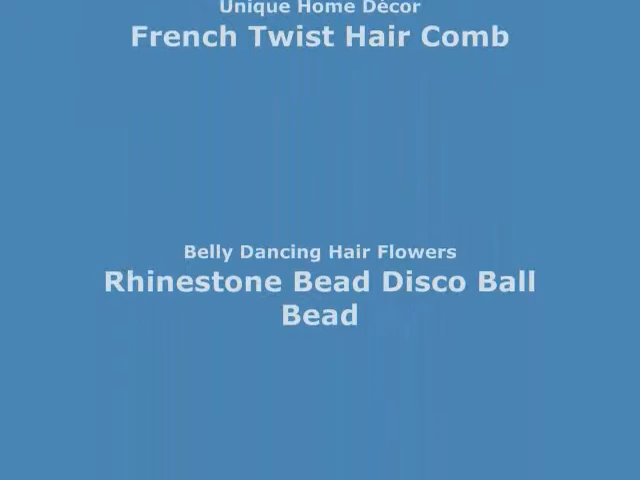 Unique Home Décor
French Twist Hair Comb
Belly Dancing Hair Flowers
Rhinestone Bead Disco Ball
Bead